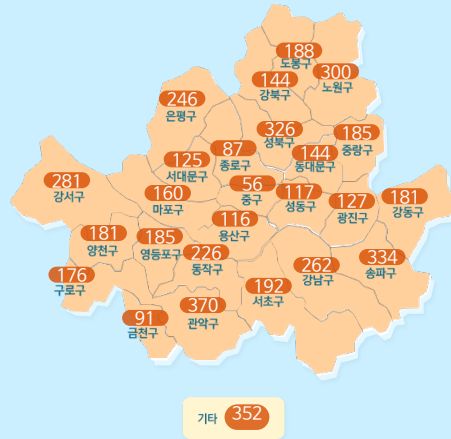 188
도봉구
300
노원구
144
강북구
246
은평구
326
성북구
185
중랑구
87
종로구
144
동대문구
125
서대문구
281
강서구
160
마포구
56
중구
117
성동구
127
광진구
181
강동구
116
용산구
181
양천구
185
영등포구
226
동작구
334
송파구
262
강남구
176
구로구
192
서초구
91
금천구
370
관악구
기타 352